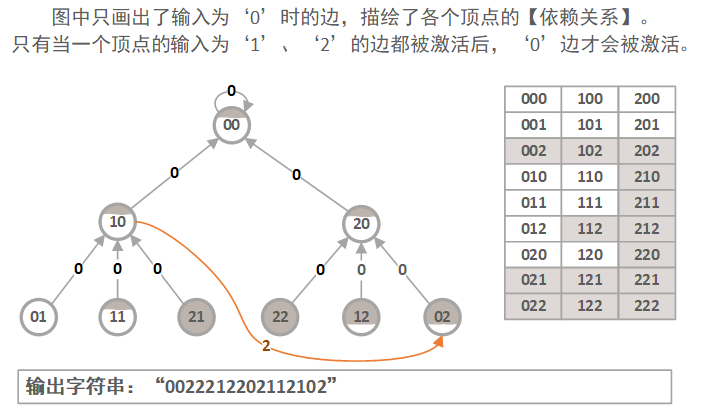 图中只画出了输入为‘0’时的边，描绘了各个顶点的【依赖关系】。
只有当一个顶点的输入为‘1’、‘2’的边都被激活后，‘0’边才会被激活。
0
00
0 0
10 20
0 0 0 0 0 0
01 11 21 22 12 02
2
000 100 200
001 101 201
002 102 202
010 110 210
011 111 211
012 112 212
020 120 220
021 121 221
022 122 222
输出字符串：“0022212202112102”